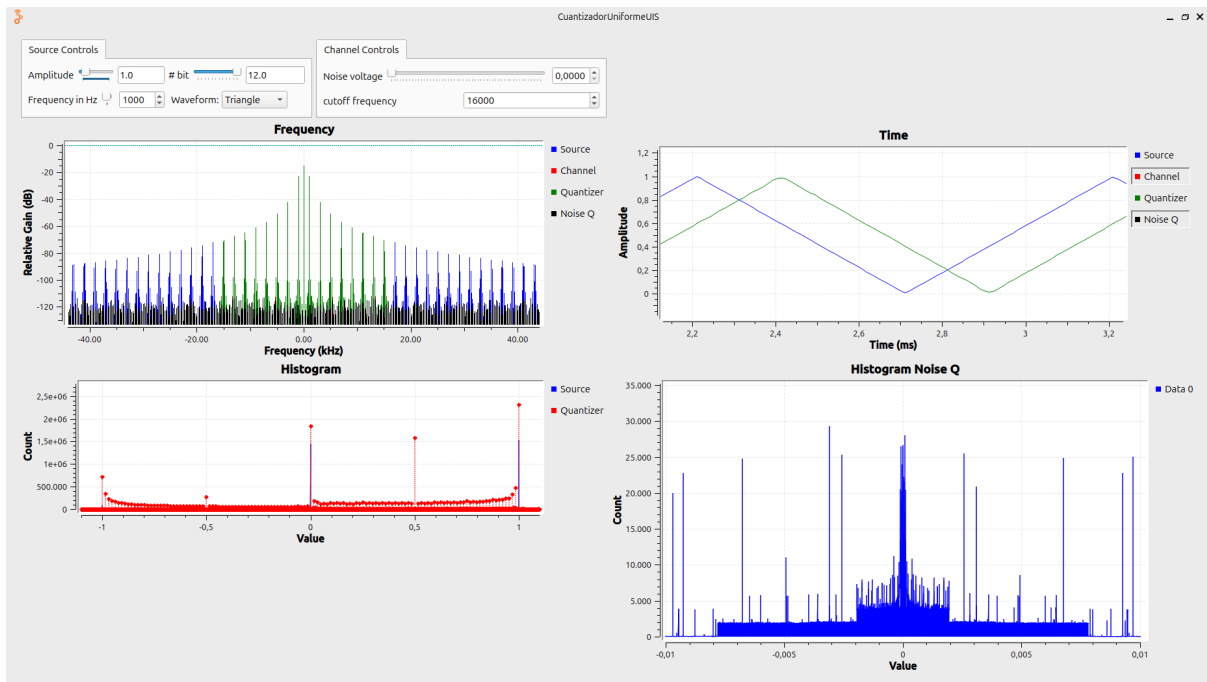 CuantizadorUniformeUIS
Source Controls
Amplitude 1.0 # bit 12.0
Frequency in Hz 1000 Waveform: Triangle
Channel Controls
Noise voltage 0,0000
cutoff frequency 16000
Frequency
0
-20
-40
-60
-80
-100
-120
Relative Gain (dB)
-40.00 -20.00 0.00 20.00 40.00
Frequency (kHz)
Source
Channel
Quantizer
Noise Q
Time
1,2
1
0,8
0,6
0,4
0,2
0
Amplitude
2,2 2,4 2,6 2,8 3 3,2
Time (ms)
Source
Channel
Quantizer
Noise Q
Histogram
2,5e+06
2e+06
1,5e+06
1e+06
500.000
0
Count
-1 -0,5 0 0,5 1
Value
Source
Quantizer
Histogram Noise Q
35.000
30.000
25.000
20.000
15.000
10.000
5.000
0
Count
-0,01 -0,005 0 0,005 0,01
Value
Data 0